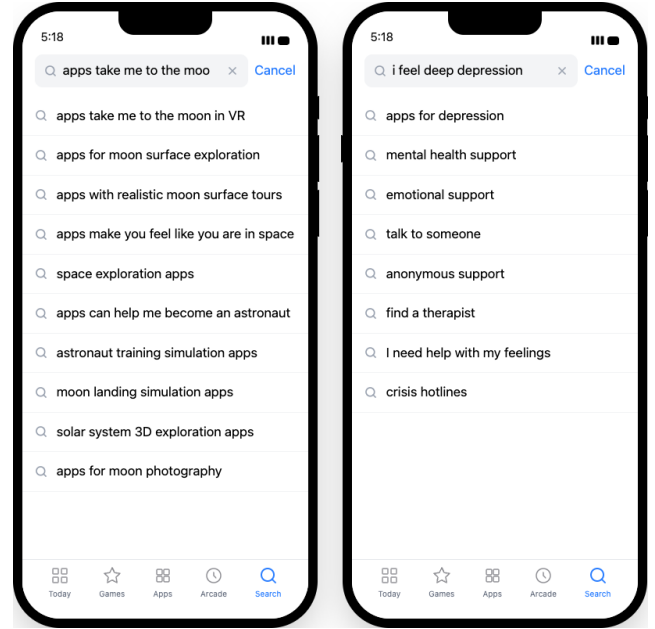 5:18
apps take me to the moo
Cancel
apps take me to the moon in VR
apps for moon surface exploration
apps with realistic moon surface tours
apps make you feel like you are in space
space exploration apps
apps can help me become an astronaut
astronaut training simulation apps
moon landing simulation apps
solar system 3D exploration apps
apps for moon photography
Today Games Apps Arcade Search
5:18
i feel deep depression
Cancel
apps for depression
mental health support
emotional support
talk to someone
anonymous support
find a therapist
I need help with my feelings
crisis hotlines
Today Games Apps Arcade Search